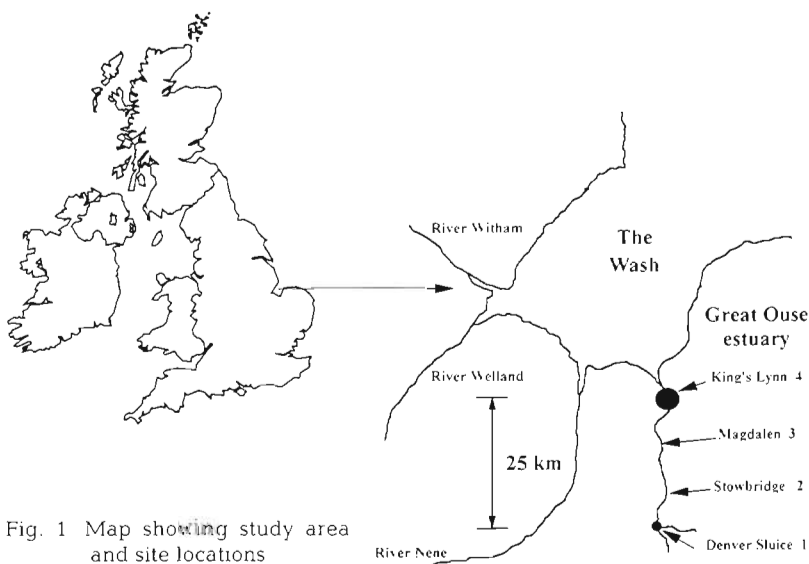 River Witham
The
Wash
Great Ouse
estuary
King's Lynn 4
River Welland
Magdalen 3
25 km
Stowbridge 2
Fig. 1 Map showing study area
and site locations
River Nene
Denver Sluice 1